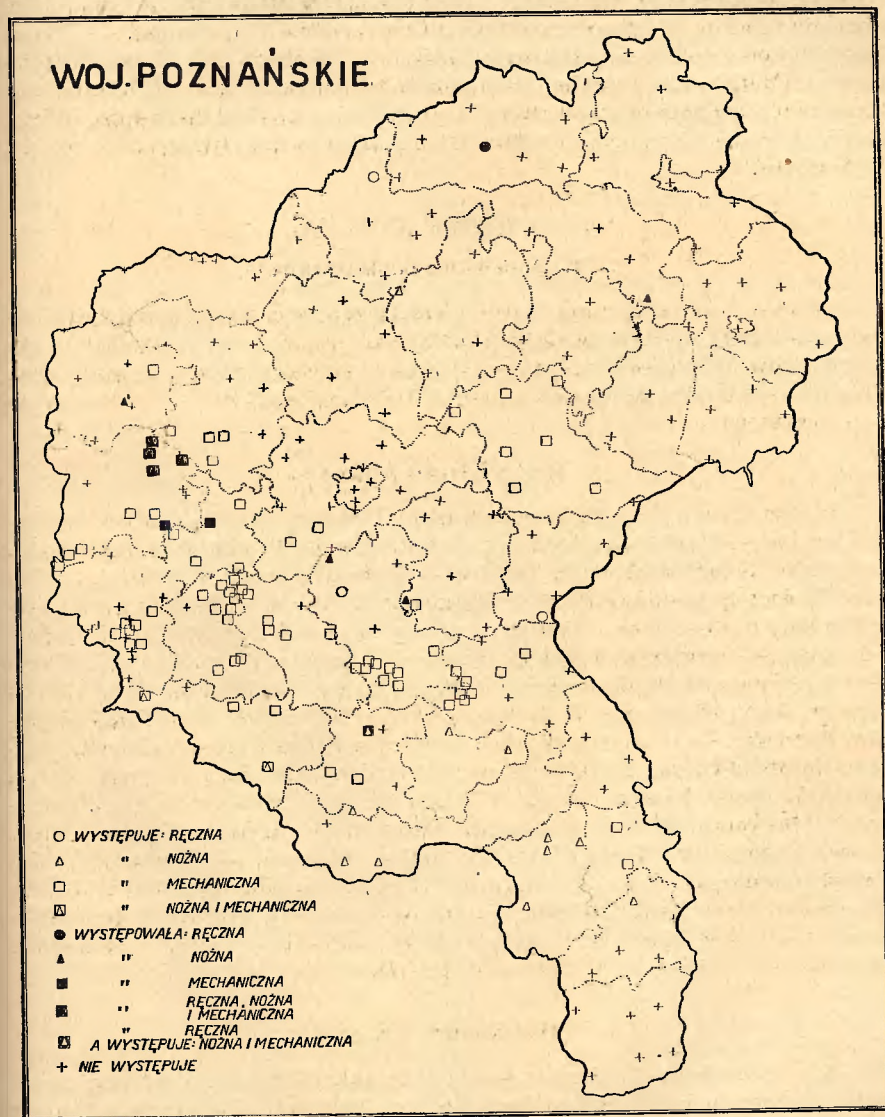 WOJ. POZNAŃSKIE
WYSTĘPUJE: RĘCZNA
" NOŻNA
" MECHANICZNA
" NOŻNA I MECHANICZNA
WYSTĘPOWAŁA: RĘCZNA
" NOŻNA
" MECHANICZNA
" RĘCZNA, NOŻNA
I MECHANICZNA
" RĘCZNA
A WYSTĘPUJE: NOŻNA I MECHANICZNA
+ NIE WYSTĘPUJE